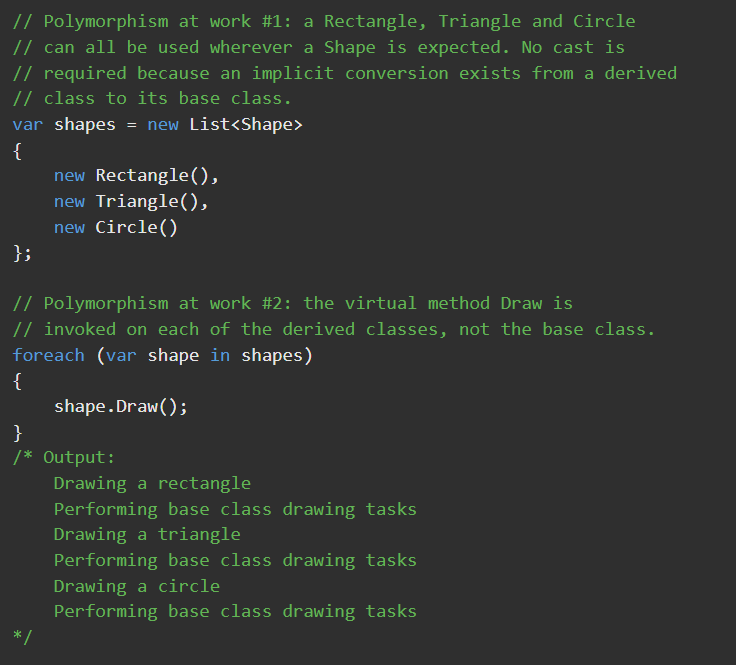 // Polymorphism at work #1: a Rectangle, Triangle and Circle
// can all be used wherever a Shape is expected. No cast is
// required because an implicit conversion exists from a derived
// class to its base class.
var shapes = new List<Shape>
{
    new Rectangle(),
    new Triangle(),
    new Circle()
};

// Polymorphism at work #2: the virtual method Draw is
// invoked on each of the derived classes, not the base class.
foreach (var shape in shapes)
{
    shape.Draw();
}
/* Output:
    Drawing a rectangle
    Performing base class drawing tasks
    Drawing a triangle
    Performing base class drawing tasks
    Drawing a circle
    Performing base class drawing tasks
*/